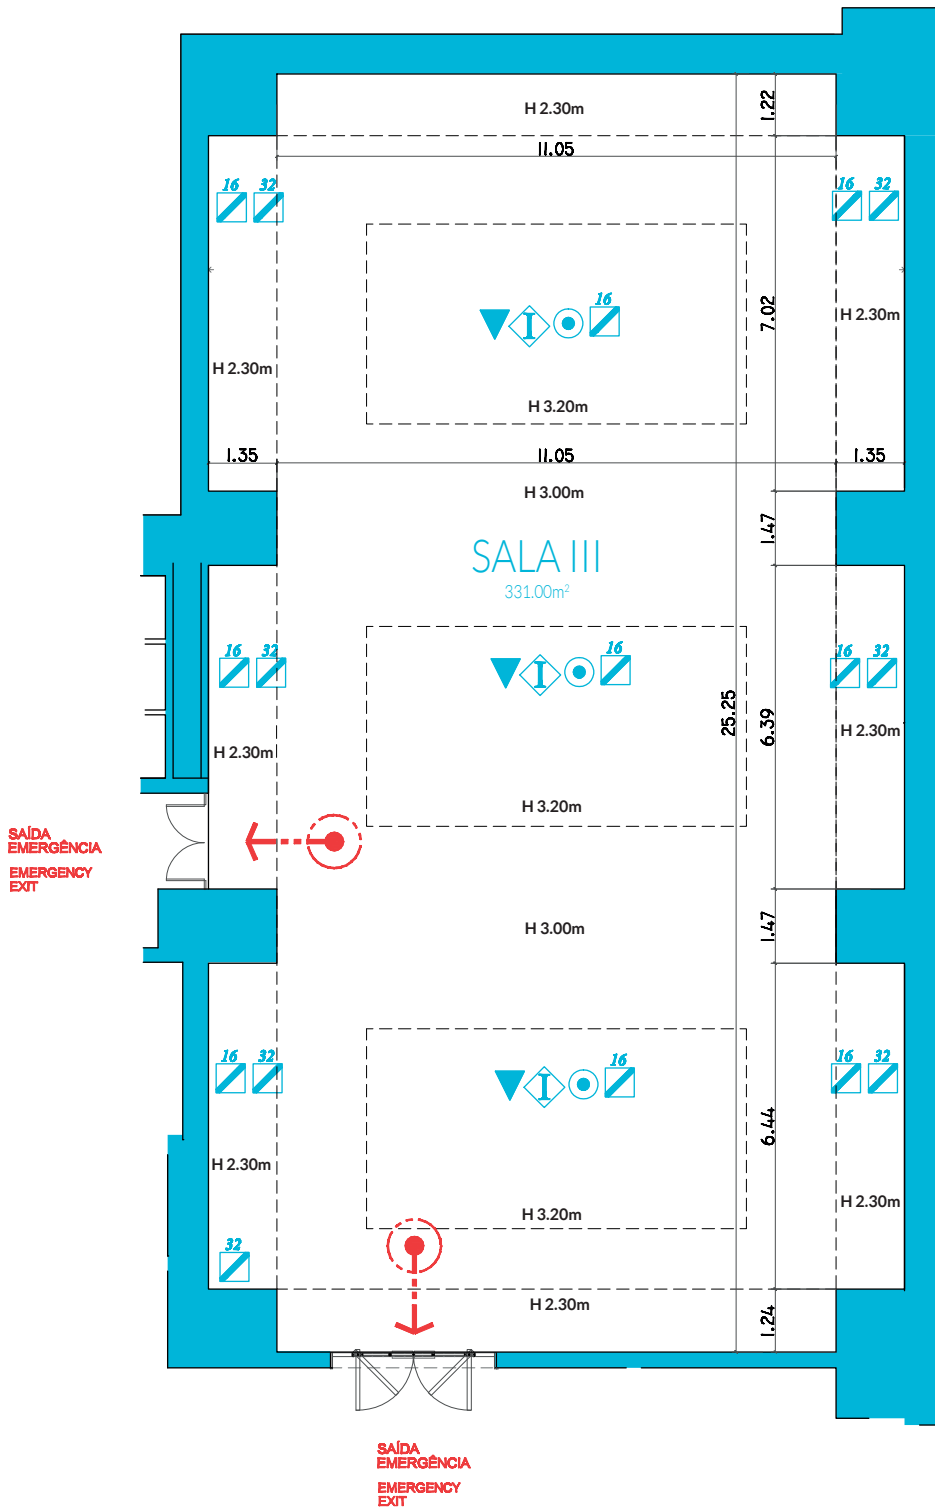 H 2.30m
1.22
11.05
16 32
16 32
16
7.02
H 2.30m
H 2.30m
H 3.20m
1.35
11.05
1.35
H 3.00m
1.47
SALA III
331.00m²
16 32
16
16 32
25.25
6.39
H 2.30m
H 2.30m
H 3.20m
SAÍDA
EMERGÊNCIA
EMERGENCY
EXIT
H 3.00m
1.47
16 32
16
16 32
6.44
H 2.30m
H 2.30m
H 3.20m
32
H 2.30m
1.24
SAÍDA
EMERGÊNCIA
EMERGENCY
EXIT